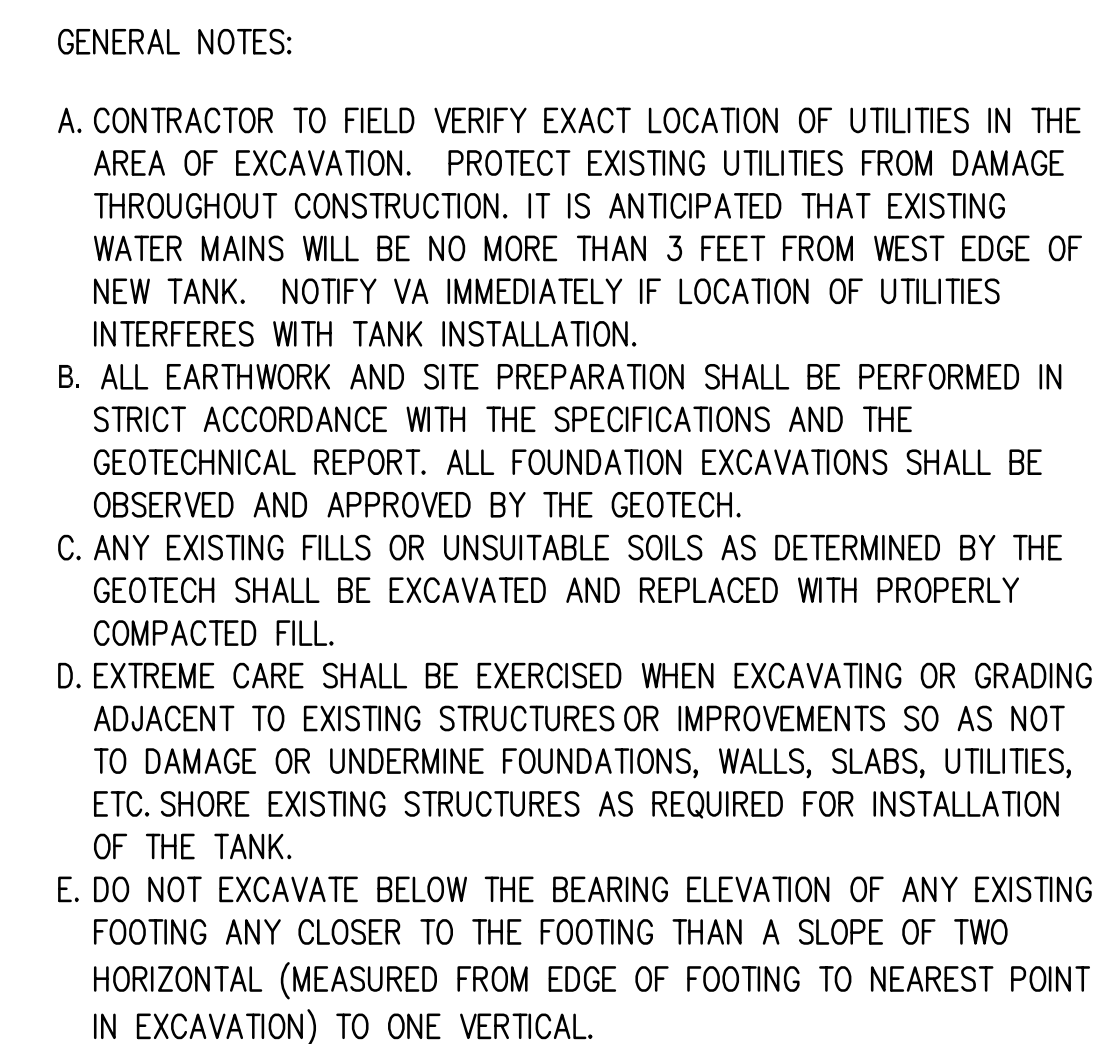 GENERAL NOTES:
A. CONTRACTOR TO FIELD VERIFY EXACT LOCATION OF UTILITIES IN THE
AREA OF EXCAVATION. PROTECT EXISTING UTILITIES FROM DAMAGE
THROUGHOUT CONSTRUCTION. IT IS ANTICIPATED THAT EXISTING
WATER MAINS WILL BE NO MORE THAN 3 FEET FROM WEST EDGE OF
NEW TANK. NOTIFY VA IMMEDIATELY IF LOCATION OF UTILITIES
INTERFERES WITH TANK INSTALLATION.
B. ALL EARTHWORK AND SITE PREPARATION SHALL BE PERFORMED IN
STRICT ACCORDANCE WITH THE SPECIFICATIONS AND THE
GEOTECHNICAL REPORT. ALL FOUNDATION EXCAVATIONS SHALL BE
OBSERVED AND APPROVED BY THE GEOTECH.
C. ANY EXISTING FILLS OR UNSUITABLE SOILS AS DETERMINED BY THE
GEOTECH SHALL BE EXCAVATED AND REPLACED WITH PROPERLY
COMPACTED FILL.
D. EXTREME CARE SHALL BE EXERCISED WHEN EXCAVATING OR GRADING
ADJACENT TO EXISTING STRUCTURES OR IMPROVEMENTS SO AS NOT
TO DAMAGE OR UNDERMINE FOUNDATIONS, WALLS, SLABS, UTILITIES,
ETC. SHORE EXISTING STRUCTURES AS REQUIRED FOR INSTALLATION
OF THE TANK.
E. DO NOT EXCAVATE BELOW THE BEARING ELEVATION OF ANY EXISTING
FOOTING ANY CLOSER TO THE FOOTING THAN A SLOPE OF TWO
HORIZONTAL (MEASURED FROM EDGE OF FOOTING TO NEAREST POINT
IN EXCAVATION) TO ONE VERTICAL.